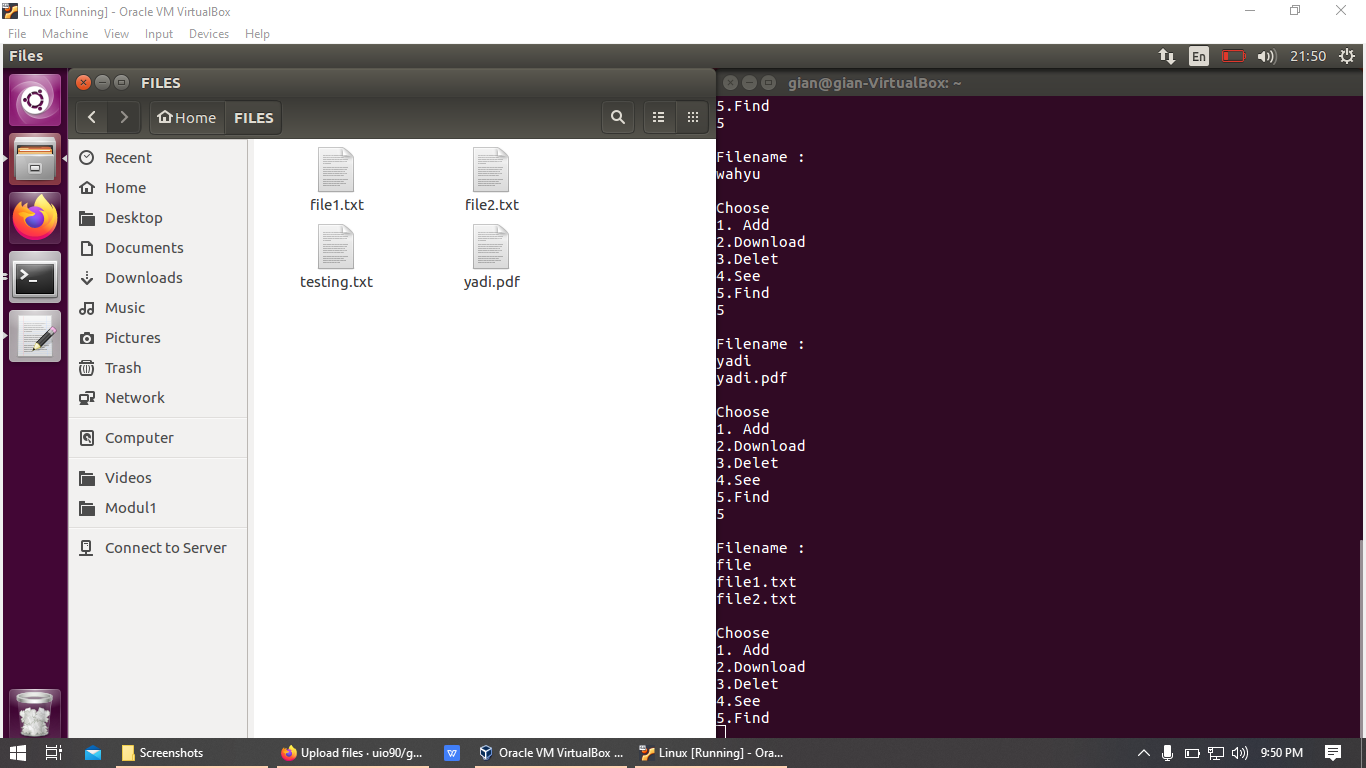 Linux [Running] - Oracle VM VirtualBox
File Machine View Input Devices Help
Files
En
21:50
FILES
Home
FILES
Recent
Home
Desktop
Documents
Downloads
Music
Pictures
Trash
Network
Computer
Videos
Modul1
Connect to Server
file1.txt
file2.txt
testing.txt
yadi.pdf
gian@gian-VirtualBox: ~
5.Find
5
Filename :
wahyu
Choose
1. Add
2.Download
3.Delet
4.See
5.Find
5
Filename :
yadi
yadi.pdf
Choose
1. Add
2.Download
3.Delet
4.See
5.Find
5
Filename :
file
file1.txt
file2.txt
Choose
1. Add
2.Download
3.Delet
4.See
5.Find
Screenshots
Upload files · uio90/g...
W
Oracle VM VirtualBox ...
Linux [Running] - Ora...
9:50 PM